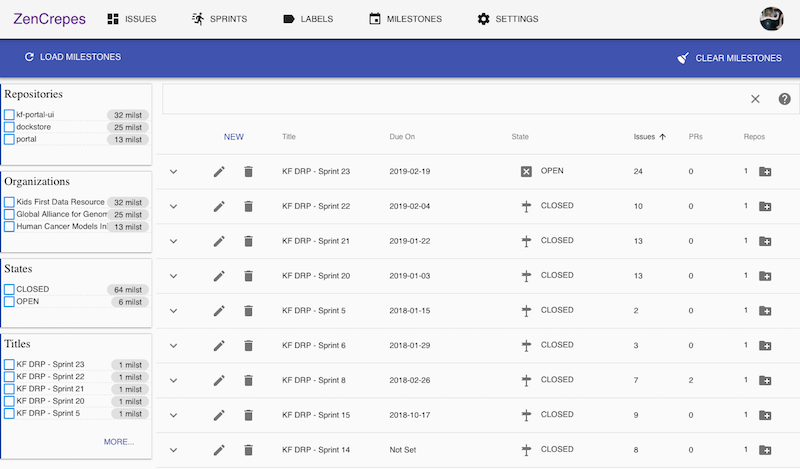 ZenCrepes ISSUES SPRINTS LABELS MILESTONES SETTINGS
LOAD MILESTONES CLEAR MILESTONES
Repositories
kf-portal-ui 32 milst
dockstore 25 milst
portal 13 milst
Organizations
Kids First Data Resource 32 milst
Global Alliance for Genom 25 milst
Human Cancer Models In 13 milst
States
CLOSED 64 milst
OPEN 6 milst
Titles
KF DRP - Sprint 23 1 milst
KF DRP - Sprint 22 1 milst
KF DRP - Sprint 21 1 milst
KF DRP - Sprint 20 1 milst
KF DRP - Sprint 5 1 milst
MORE...
NEW Title Due On State Issues PRs Repos
KF DRP - Sprint 23 2019-02-19 OPEN 24 0 1
KF DRP - Sprint 22 2019-02-04 CLOSED 10 0 1
KF DRP - Sprint 21 2019-01-22 CLOSED 13 0 1
KF DRP - Sprint 20 2019-01-03 CLOSED 13 0 1
KF DRP - Sprint 5 2018-01-15 CLOSED 2 0 1
KF DRP - Sprint 6 2018-01-29 CLOSED 3 0 1
KF DRP - Sprint 8 2018-02-26 CLOSED 7 2 1
KF DRP - Sprint 15 2018-10-17 CLOSED 9 0 1
KF DRP - Sprint 14 Not Set CLOSED 8 0 1